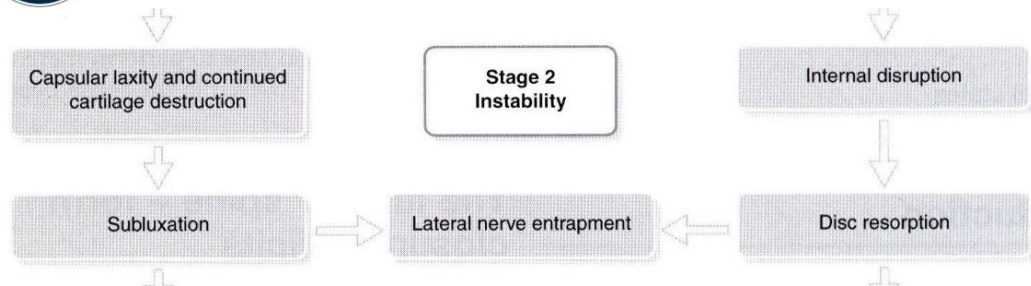 Capsular laxity and continued
cartilage destruction
Stage 2
Instability
Internal disruption
Subluxation
Lateral nerve entrapment
Disc resorption